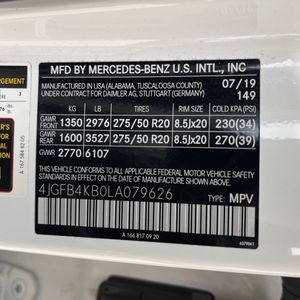 MFD BY MERCEDES-BENZ U.S. INTL., INC
MANUFACTURED IN USA (ALABAMA, TUSCALOOSA COUNTY) 07/19
UNDER CONTRACT FOR DAIMLER AG, STUTTGART (GERMANY) 149
KG LB TIRES RIM SIZE COLD KPA (PSI)
GAWR FRONT 1350 2976 275/50 R20 8.5Jx20 230(34)
GAWR REAR 1600 3527 275/50 R20 8.5Jx20 270(39)
GVWR 2770 6107
THIS VEHICLE CONFORMS TO ALL APPLICABLE FEDERAL MOTOR VEHICLE SAFETY
STANDARDS IN EFFECT ON THE DATE OF MANUFACTURE SHOWN ABOVE
4JGFB4KB0LA079626 TYPE: MPV
A 166 817 09 20
A 167 584 82 05